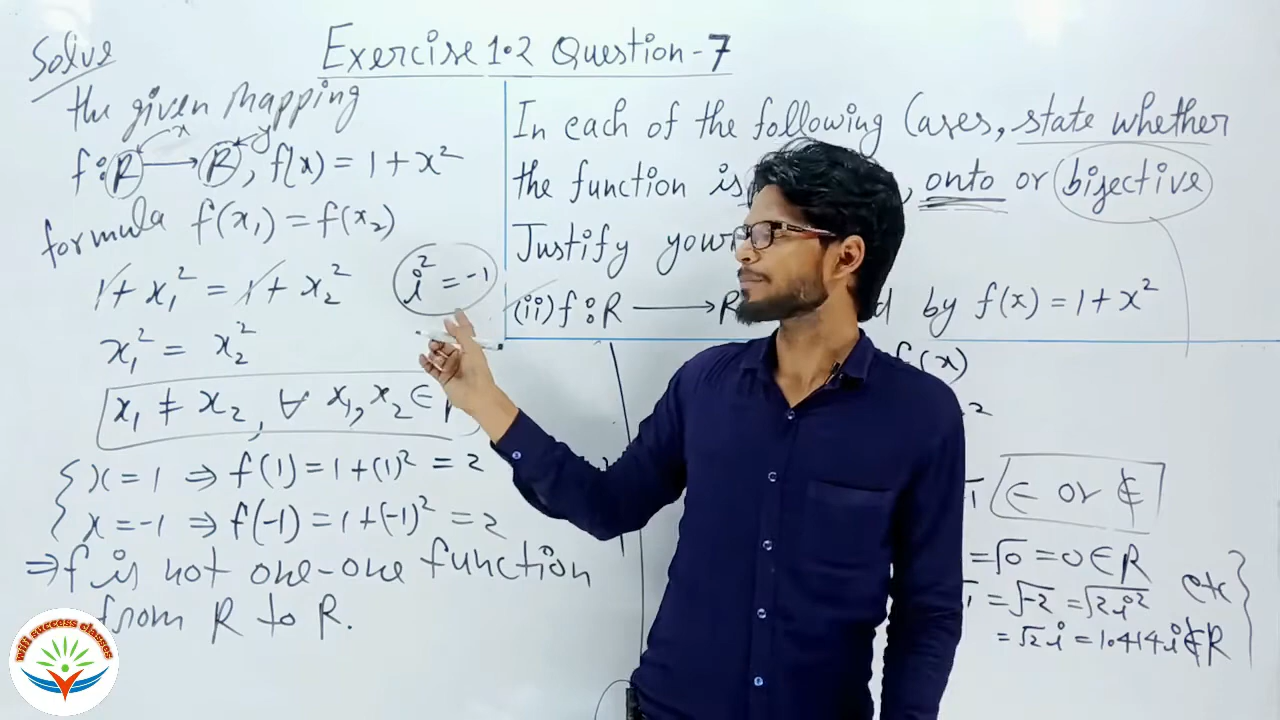 Solve
Exercise 1.2 Question-7
the given mapping
x y
f:R → R, f(x) = 1 + x²
formula f(x₁) = f(x₂)
1 + x₁² = 1 + x₂²
x₁² = x₂²
x₁ ≠ x₂, ∀ x₁, x₂ ∈
{ x = 1 ⇒ f(1) = 1 + (1)² = 2
x = -1 ⇒ f(-1) = 1 + (-1)² = 2
⇒ f is not one-one function
from R to R.
i² = -1
In each of the following Cases, state whether
the function is , onto or bijective
Justify your
(ii) f : R → R d by f(x) = 1 + x²
f(x)
2
∈ or ∉
= √0 = 0 ∈ R
= √-2 = √2i² etc }
= √2 i = 1.414 i ∉ R
wifi success classes